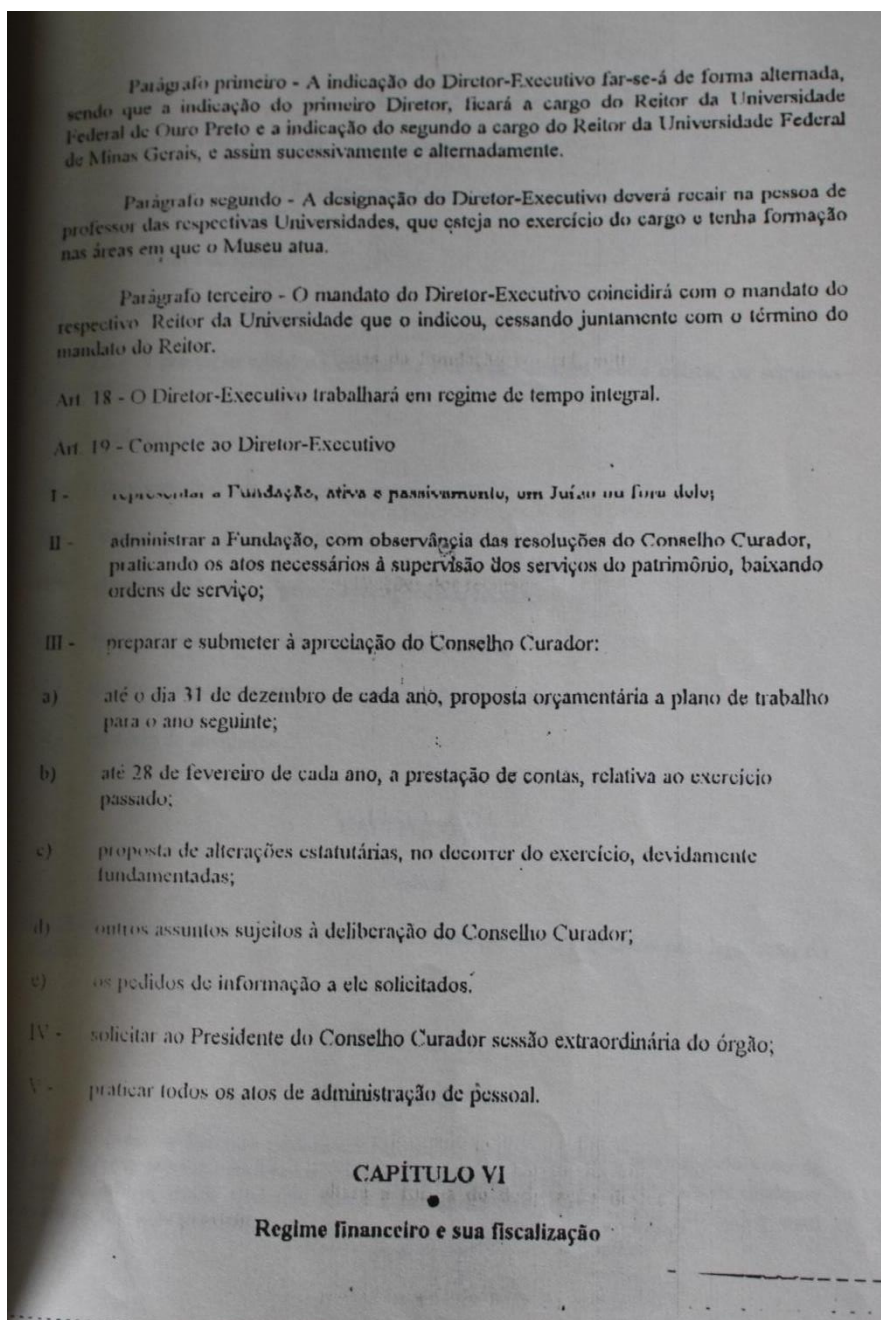 Parágrafo primeiro - A indicação do Diretor-Executivo far-se-á de forma alternada,
sendo que a indicação do primeiro Diretor, ficará a cargo do Reitor da Universidade
Federal de Ouro Preto e a indicação do segundo a cargo do Reitor da Universidade Federal
de Minas Gerais, e assim sucessivamente e alternadamente.
Parágrafo segundo - A designação do Diretor-Executivo deverá recair na pessoa de
professor das respectivas Universidades, que esteja no exercício do cargo e tenha formação
nas áreas em que o Museu atua.
Parágrafo terceiro - O mandato do Diretor-Executivo coincidirá com o mandato do
respectivo Reitor da Universidade que o indicou, cessando juntamente com o término do
mandato do Reitor.
Art. 18 - O Diretor-Executivo trabalhará em regime de tempo integral.
Art. 19 - Compete ao Diretor-Executivo
I - representar a Fundação, ativa e passivamente, em Juízo ou fora dele;
II - administrar a Fundação, com observância das resoluções do Conselho Curador,
praticando os atos necessários à supervisão dos serviços do patrimônio, baixando
ordens de serviço;
III - preparar e submeter à apreciação do Conselho Curador:
a) até o dia 31 de dezembro de cada ano, proposta orçamentária a plano de trabalho
para o ano seguinte;
b) até 28 de fevereiro de cada ano, a prestação de contas, relativa ao exercício
passado;
c) proposta de alterações estatutárias, no decorrer do exercício, devidamente
fundamentadas;
d) outros assuntos sujeitos à deliberação do Conselho Curador;
e) os pedidos de informação a ele solicitados.
IV - solicitar ao Presidente do Conselho Curador sessão extraordinária do órgão;
V - praticar todos os atos de administração de pessoal.
CAPÍTULO VI
Regime financeiro e sua fiscalização